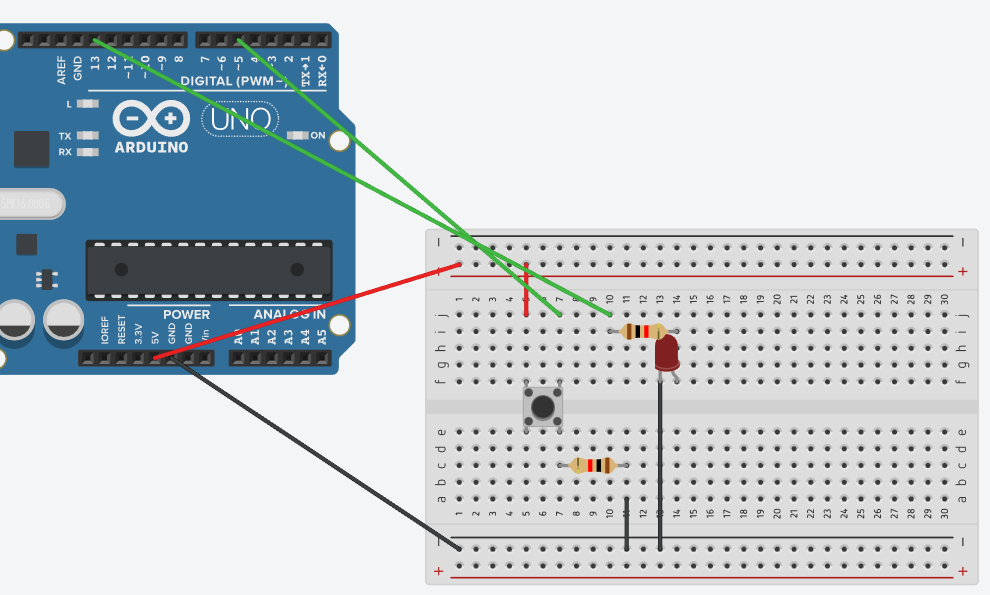 AREF
GND
13
12
~11
~10
~9
8
7
~6
~5
4
~3
2
TX→1
RX←0
DIGITAL (PWM~)
L
TX
RX
UNO
ON
ARDUINO
POWER
ANALOG IN
IOREF
RESET
3.3V
5V
GND
GND
Vin
A0
A1
A2
A3
A4
A5
− −
+ +
1 2 3 4 5 6 7 8 9 10 11 12 13 14 15 16 17 18 19 20 21 22 23 24 25 26 27 28 29 30
j j
i i
h h
g g
f f
e e
d d
c c
b b
a a
1 2 3 4 5 6 7 8 9 10 11 12 13 14 15 16 17 18 19 20 21 22 23 24 25 26 27 28 29 30
− −
+ +